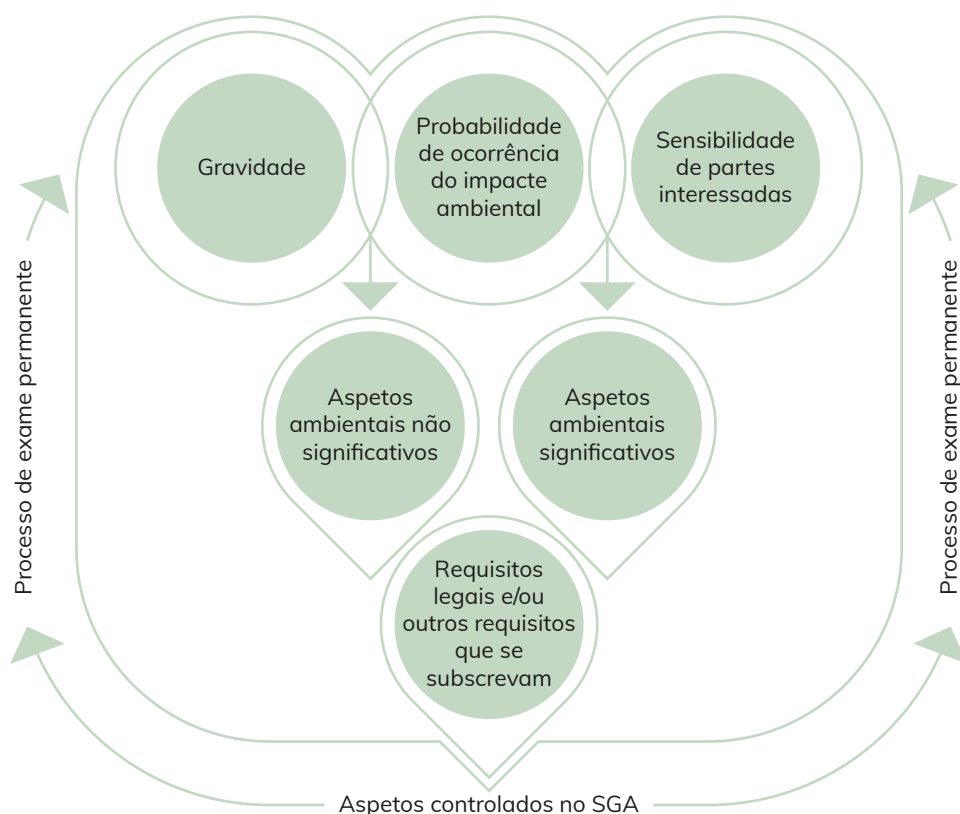 Gravidade
Probabilidade
de ocorrência
do impacte
ambiental
Sensibilidade
de partes
interessadas
Processo de exame permanente
Processo de exame permanente
Aspetos
ambientais não
significativos
Aspetos
ambientais
significativos
Requisitos
legais e/ou
outros requisitos
que se
subscrevam
Aspetos controlados no SGA